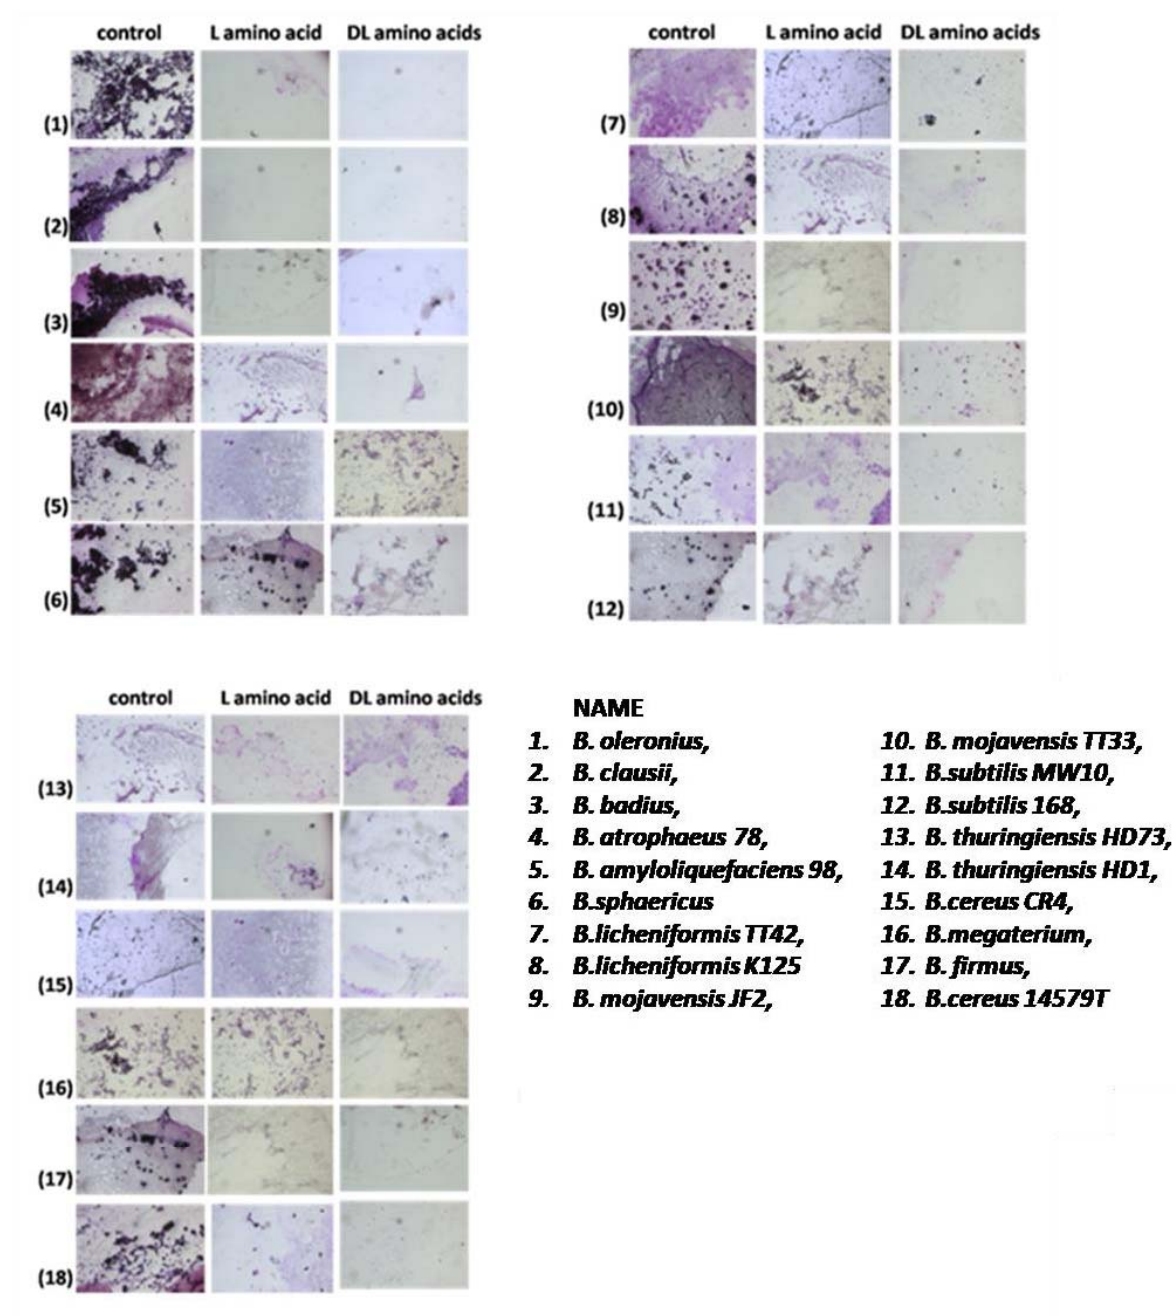 control L amino acid DL amino acids
(1)
(2)
(3)
(4)
(5)
(6)
control L amino acid DL amino acids
(7)
(8)
(9)
(10)
(11)
(12)
control L amino acid DL amino acids
(13)
(14)
(15)
(16)
(17)
(18)
NAME
1. B. oleronius,
2. B. clausii,
3. B. badius,
4. B. atrophaeus 78,
5. B. amyloliquefaciens 98,
6. B.sphaericus
7. B.licheniformis TT42,
8. B.licheniformis K125
9. B. mojavensis JF2,
10. B. mojavensis TT33,
11. B.subtilis MW10,
12. B.subtilis 168,
13. B. thuringiensis HD73,
14. B. thuringiensis HD1,
15. B.cereus CR4,
16. B.megaterium,
17. B. firmus,
18. B.cereus 14579T